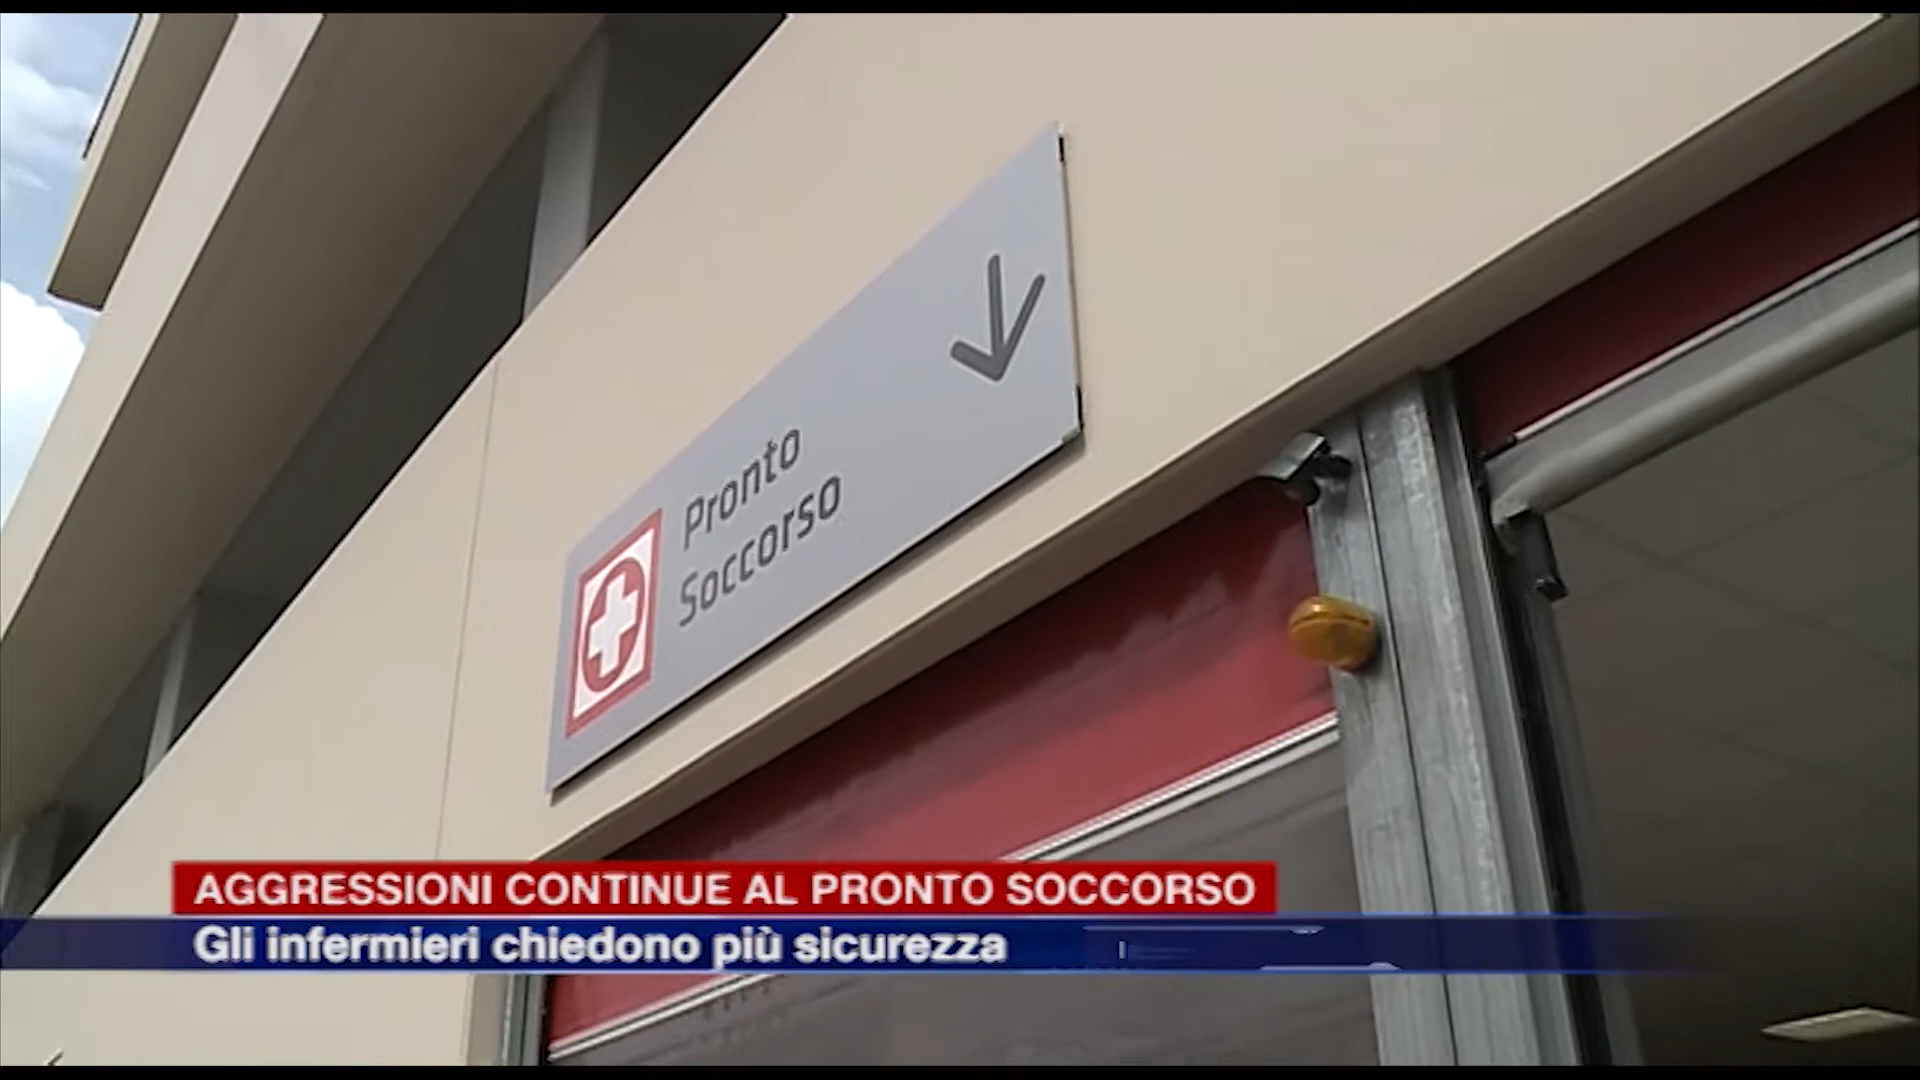 Pronto
Soccorso
AGGRESSIONI CONTINUE AL PRONTO SOCCORSO
Gli infermieri chiedono più sicurezza